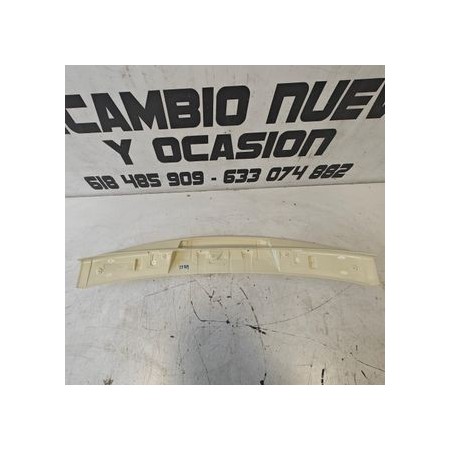 CAMBIO NUEV
Y OCASION
618 485 909 - 633 074 882